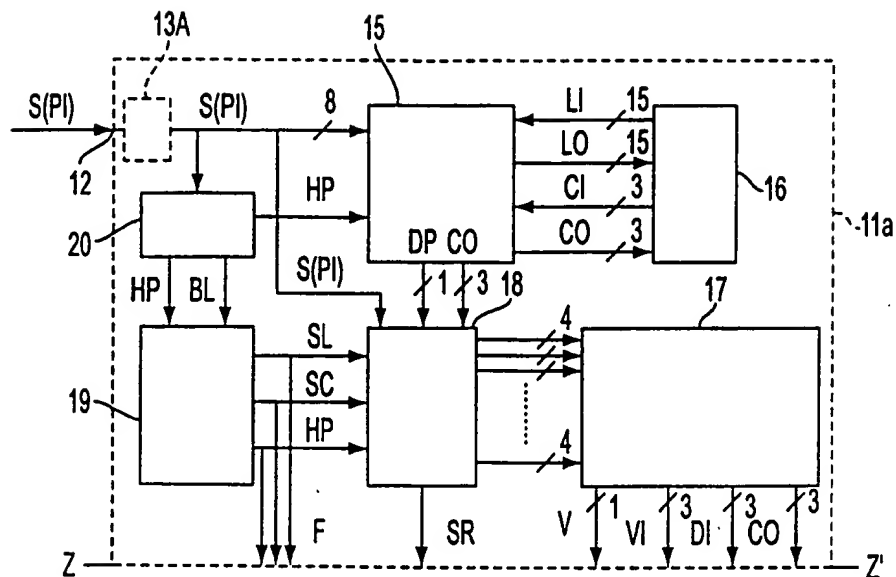 13A
15
S(PI)
S(PI)
8
LI
15
LO
15
12
HP
CI
3
16
20
DP
CO
CO
3
11a
S(PI)
HP
BL
1
3
18
17
SL
4
SC
19
HP
4
F
SR
V
1
VI
3
DI
3
CO
3
Z
Z'